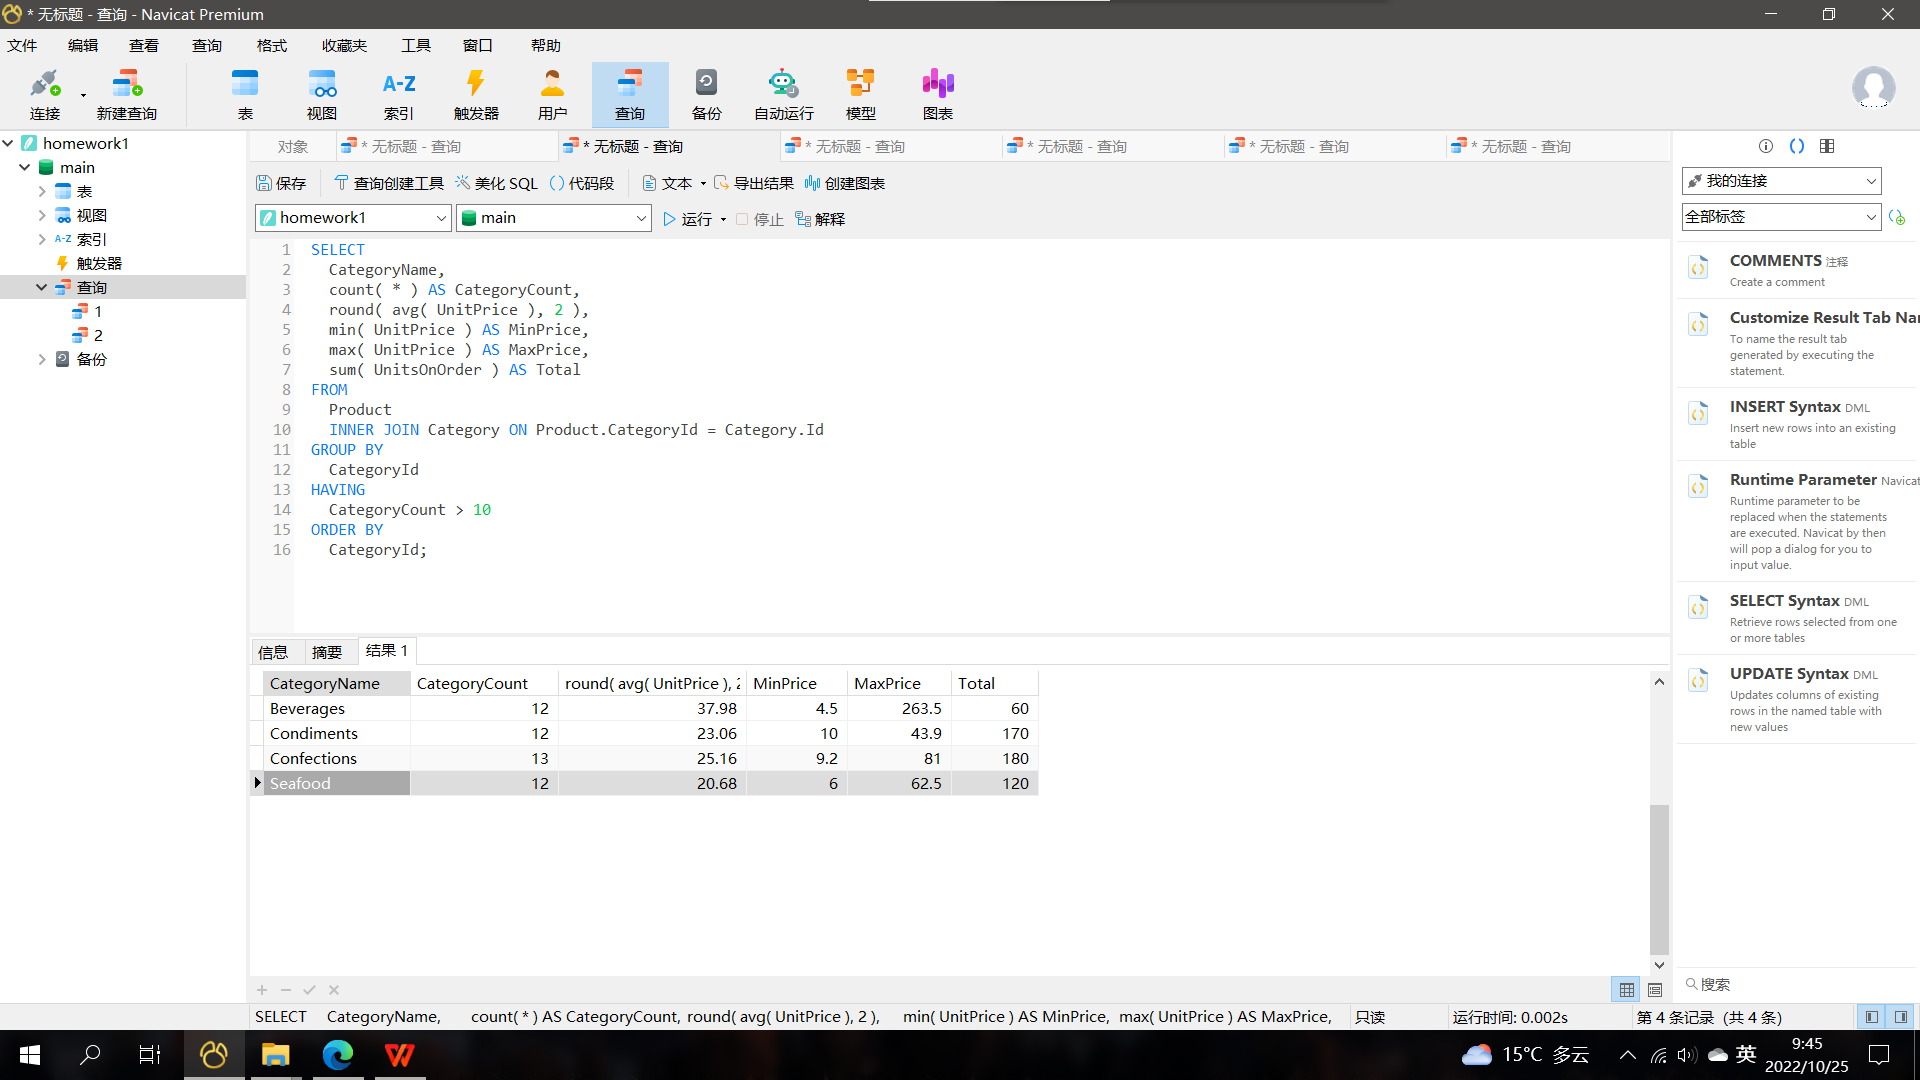 * 无标题 - 查询 - Navicat Premium
文件 编辑 查看 查询 格式 收藏夹 工具 窗口 帮助
连接 新建查询 表 视图 A-Z 索引 触发器 用户 查询 备份 自动运行 模型 图表
homework1
main
表
视图
A-Z 索引
触发器
查询
1
2
备份
对象 * 无标题 - 查询 * 无标题 - 查询 * 无标题 - 查询 * 无标题 - 查询 * 无标题 - 查询 * 无标题 - 查询
保存 查询创建工具 美化 SQL () 代码段 文本 导出结果 创建图表
homework1 main 运行 停止 解释
1 SELECT
2 CategoryName,
3 count( * ) AS CategoryCount,
4 round( avg( UnitPrice ), 2 ),
5 min( UnitPrice ) AS MinPrice,
6 max( UnitPrice ) AS MaxPrice,
7 sum( UnitsOnOrder ) AS Total
8 FROM
9 Product
10 INNER JOIN Category ON Product.CategoryId = Category.Id
11 GROUP BY
12 CategoryId
13 HAVING
14 CategoryCount > 10
15 ORDER BY
16 CategoryId;
信息 摘要 结果 1
CategoryName CategoryCount round( avg( UnitPrice ), 2 MinPrice MaxPrice Total
Beverages 12 37.98 4.5 263.5 60
Condiments 12 23.06 10 43.9 170
Confections 13 25.16 9.2 81 180
Seafood 12 20.68 6 62.5 120
我的连接
全部标签
COMMENTS 注释
Create a comment
Customize Result Tab Nar
To name the result tab
generated by executing the
statement.
INSERT Syntax DML
Insert new rows into an existing
table
Runtime Parameter Navicat
Runtime parameter to be
replaced when the statements
are executed. Navicat by then
will pop a dialog for you to
input value.
SELECT Syntax DML
Retrieve rows selected from one
or more tables
UPDATE Syntax DML
Updates columns of existing
rows in the named table with
new values
搜索
SELECT CategoryName, count( * ) AS CategoryCount, round( avg( UnitPrice ), 2 ), min( UnitPrice ) AS MinPrice, max( UnitPrice ) AS MaxPrice, 只读 运行时间: 0.002s 第 4 条记录 (共 4 条)
15°C 多云 英 9:45
2022/10/25